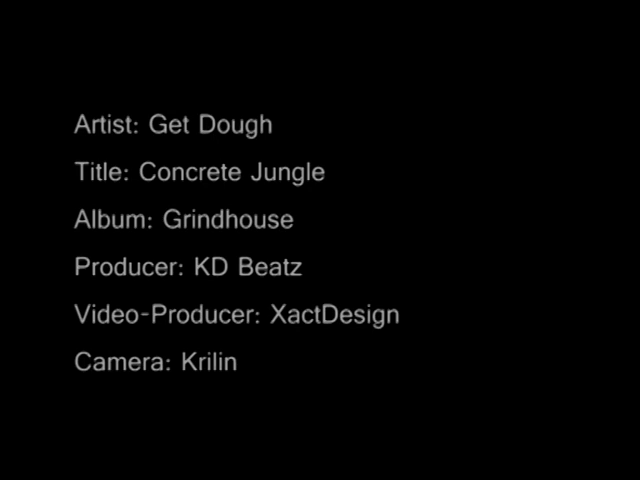 Artist: Get Dough
Title: Concrete Jungle
Album: Grindhouse
Producer: KD Beatz
Video-Producer: XactDesign
Camera: Krilin